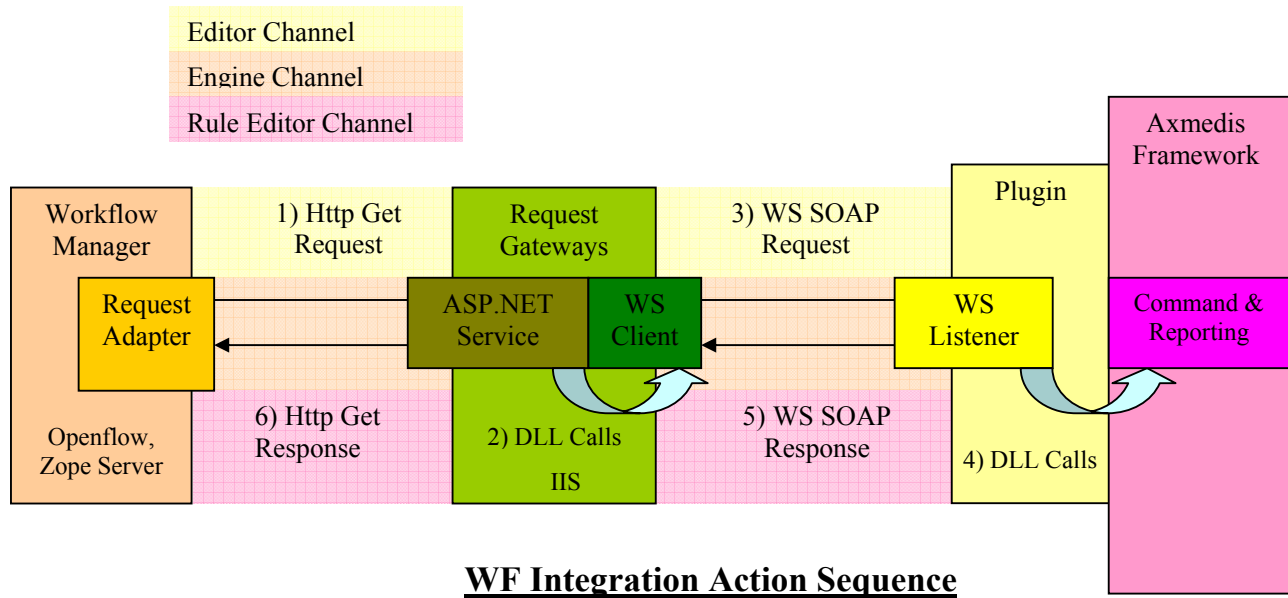 Editor Channel
Engine Channel
Rule Editor Channel
Axmedis
Framework
Workflow
Manager
1) Http Get
Request
Request
Gateways
3) WS SOAP
Request
Plugin
Request
Adapter
ASP.NET
Service
WS
Client
WS
Listener
Command &
Reporting
Openflow,
Zope Server
6) Http Get
Response
2) DLL Calls
IIS
5) WS SOAP
Response
4) DLL Calls
WF Integration Action Sequence